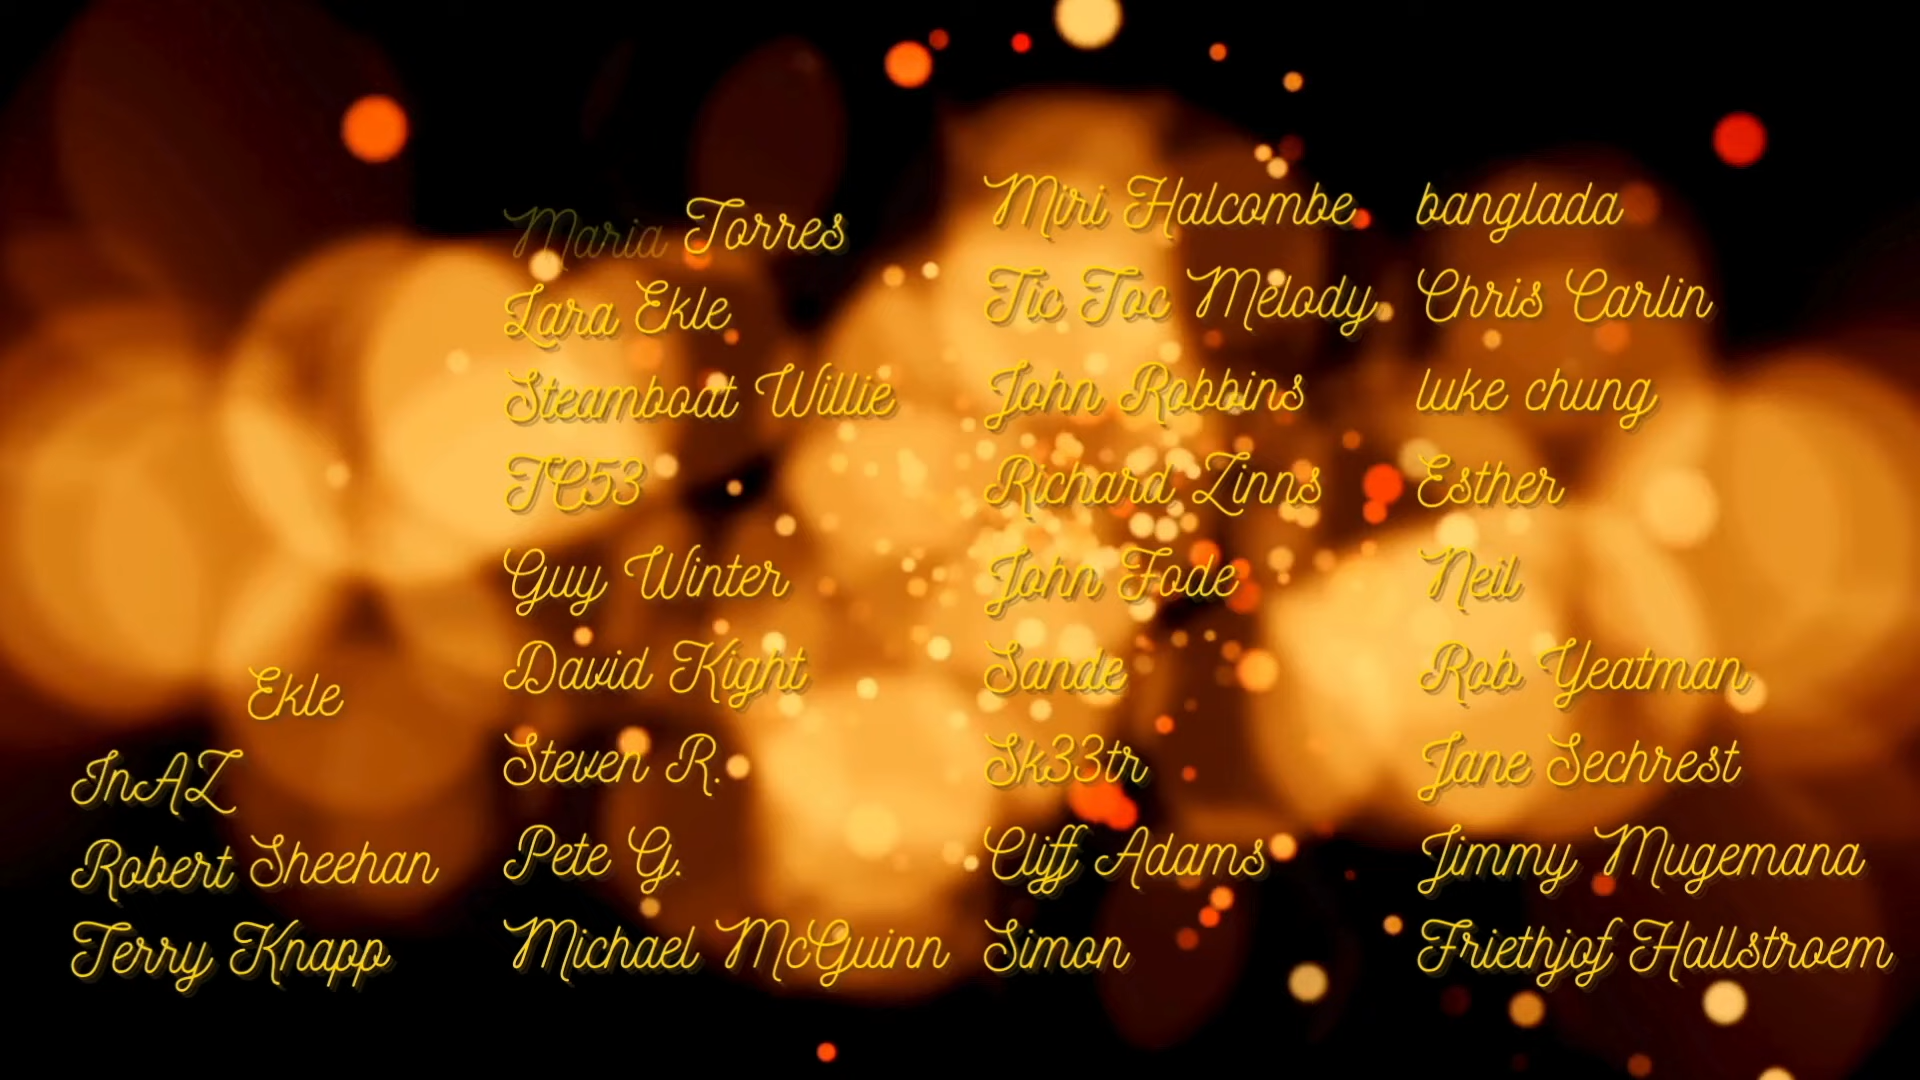 Ekle
InAZ
Robert Sheehan
Terry Knapp
Maria Torres
Lara Ekle
Steamboat Willie
TC53
Guy Winter
David Kight
Steven R.
Pete G.
Michael McGuinn
Miri Halcombe
Tic Toc Melody
John Robbins
Richard Zinns
John Fode
Sande
Sk33tr
Cliff Adams
Simon
banglada
Chris Carlin
luke chung
Esther
Neil
Rob Yeatman
Jane Sechrest
Jimmy Mugemana
Friethjof Hallstroem